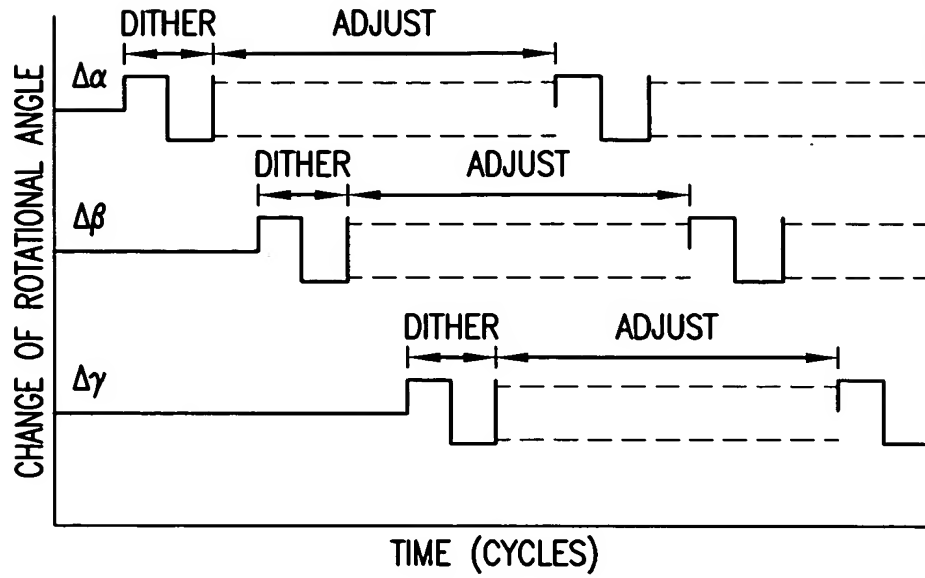 DITHER ADJUST
Δα
DITHER ADJUST
Δβ
DITHER ADJUST
Δγ
CHANGE OF ROTATIONAL ANGLE
TIME (CYCLES)